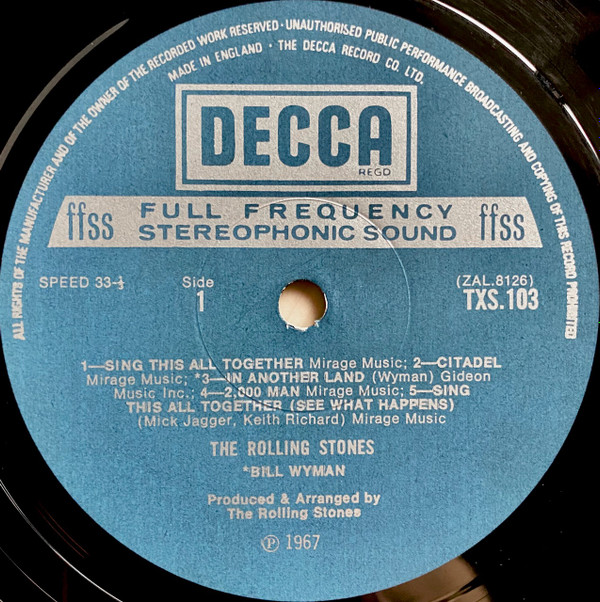 ALL RIGHTS OF THE MANUFACTURER AND OF THE OWNER OF THE RECORDED WORK RESERVED · UNAUTHORISED PUBLIC PERFORMANCE BROADCASTING AND COPYING OF THIS RECORD PROHIBITED
MADE IN ENGLAND · THE DECCA RECORD CO. LTD.
DECCA
REGD
ffss FULL FREQUENCY STEREOPHONIC SOUND ffss
SPEED 33-⅓
Side
1
(ZAL.8126)
TXS.103
1—SING THIS ALL TOGETHER Mirage Music; 2—CITADEL
Mirage Music; *3—IN ANOTHER LAND (Wyman) Gideon
Music Inc.; 4—2,000 MAN Mirage Music; 5—SING
THIS ALL TOGETHER (SEE WHAT HAPPENS)
(Mick Jagger, Keith Richard) Mirage Music
THE ROLLING STONES
*BILL WYMAN
Produced & Arranged by
The Rolling Stones
℗ 1967